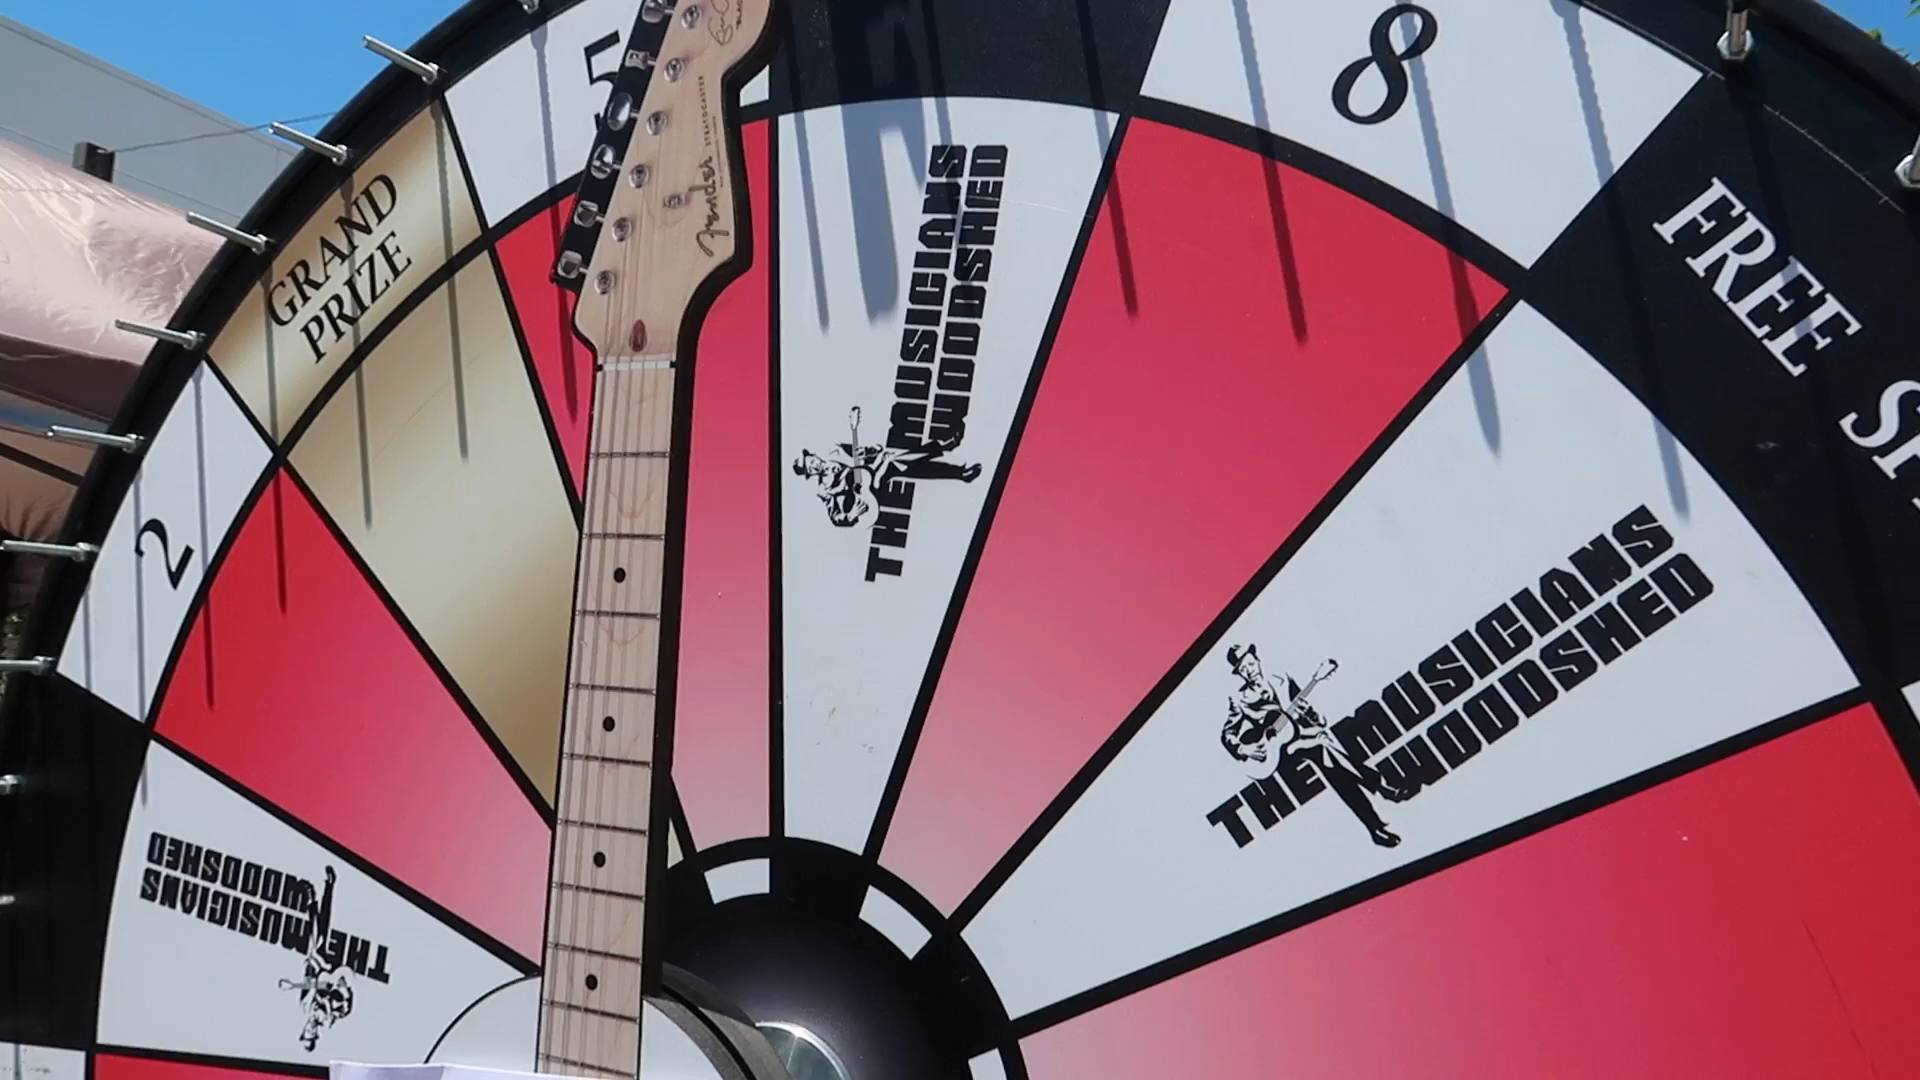 5
8
GRAND
PRIZE
FREE
2
Fender
STRATOCASTER
THE MUSICIANS
WOODSHED
THE MUSICIANS
WOODSHED
THE MUSICIANS
WOODSHED